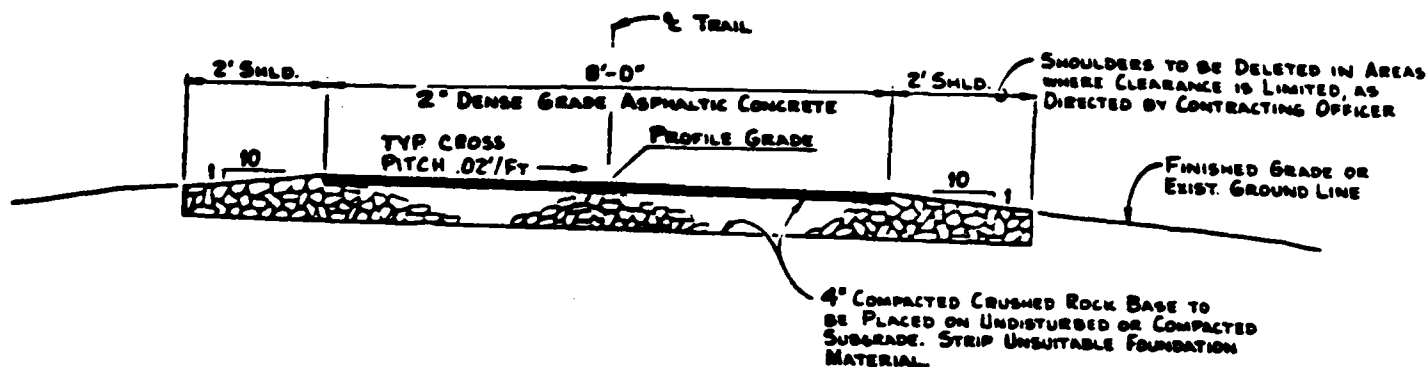 ℄ TRAIL
2' SHLD.
8'-0"
2' SHLD.
SHOULDERS TO BE DELETED IN AREAS
WHERE CLEARANCE IS LIMITED, AS
DIRECTED BY CONTRACTING OFFICER
2" DENSE GRADE ASPHALTIC CONCRETE
TYP. CROSS
PITCH .02'/FT
PROFILE GRADE
1
10
10
1
FINISHED GRADE OR
EXIST. GROUND LINE
4" COMPACTED CRUSHED ROCK BASE TO
BE PLACED ON UNDISTURBED OR COMPACTED
SUBGRADE. STRIP UNSUITABLE FOUNDATION
MATERIAL.